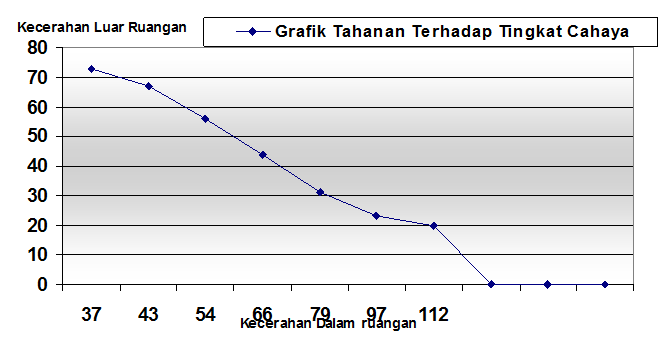 Kecerahan Luar Ruangan
Grafik Tahanan Terhadap Tingkat Cahaya
80
70
60
50
40
30
20
10
0
37 43 54 66 79 97 112
Kecerahan Dalam ruangan